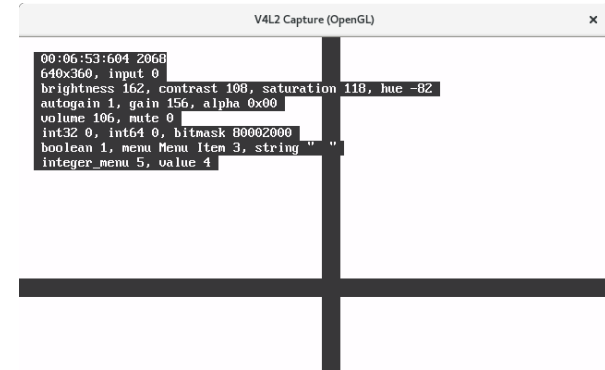 V4L2 Capture (OpenGL)
00:06:53:604 2068
640x360, input 0
brightness 162, contrast 108, saturation 118, hue -82
autogain 1, gain 156, alpha 0x00
volume 106, mute 0
int32 0, int64 0, bitmask 80002000
boolean 1, menu Menu Item 3, string "  "
integer_menu 5, value 4